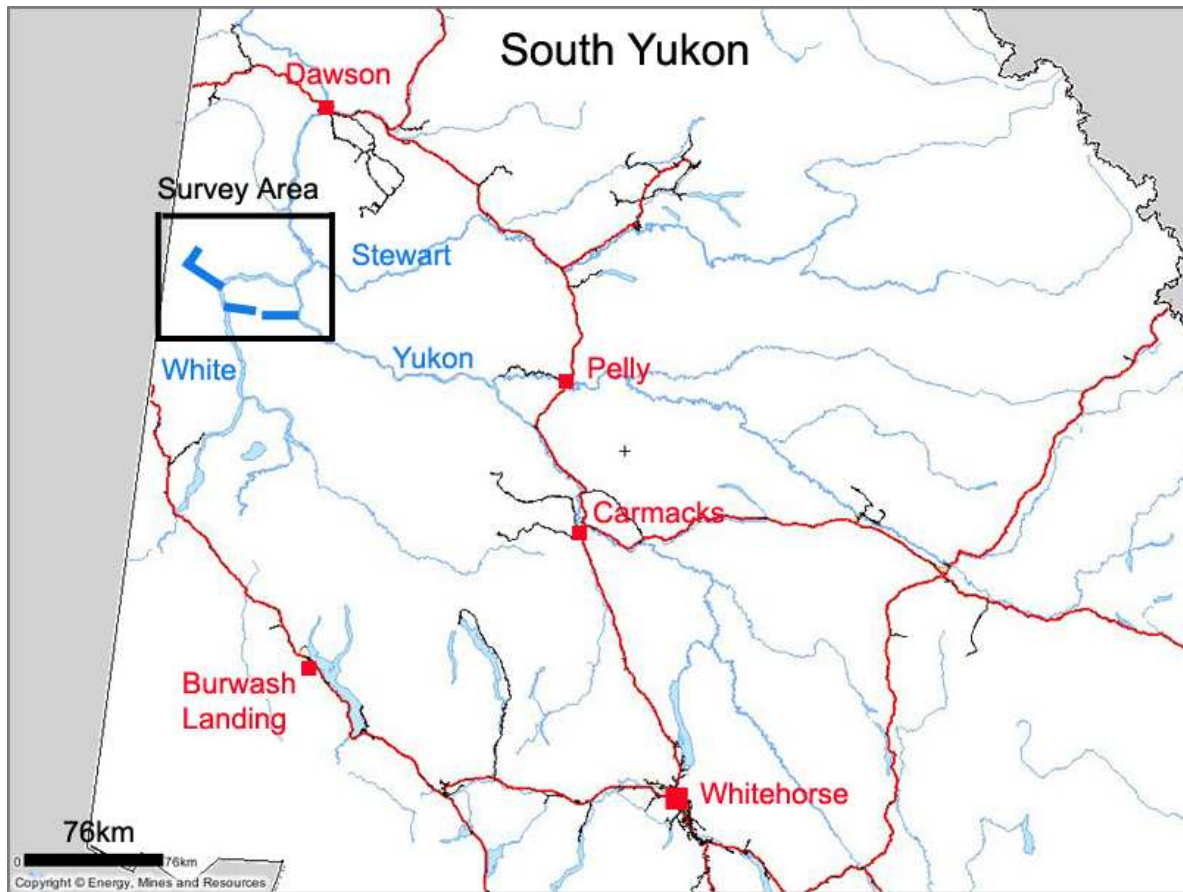 South Yukon
Dawson
Survey Area
Stewart
White
Yukon
Pelly
Carmacks
Burwash
Landing
Whitehorse
76km
0
76km
Copyright © Energy, Mines and Resources